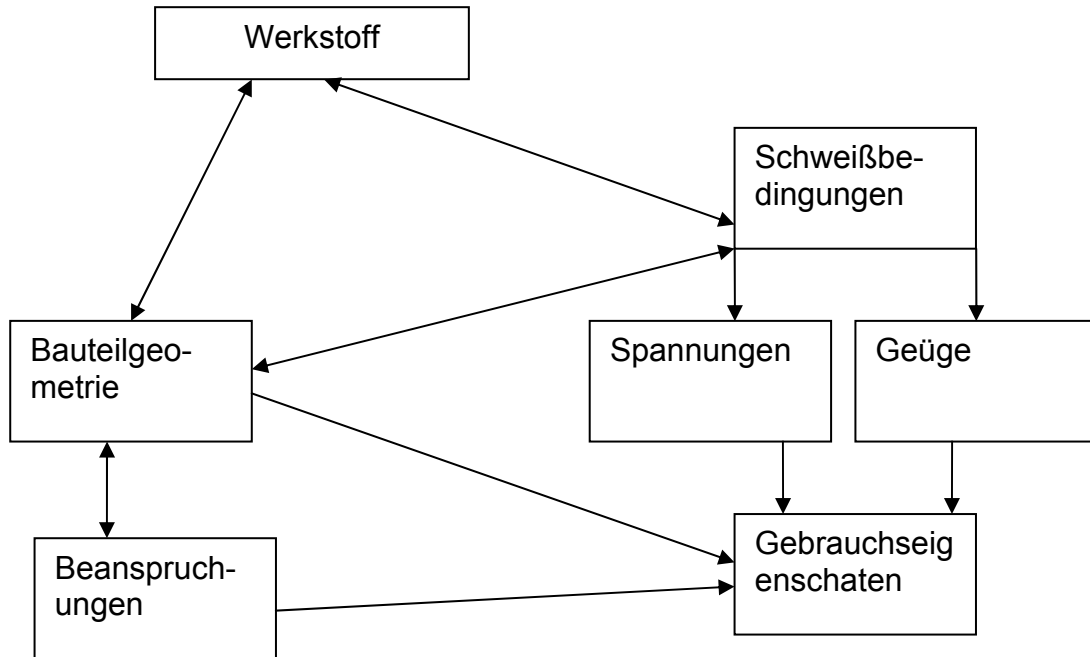 Werkstoff
Schweißbe-
dingungen
Bauteilgeo-
metrie
Spannungen
Geüge
Beanspruch-
ungen
Gebrauchseig
enschaten